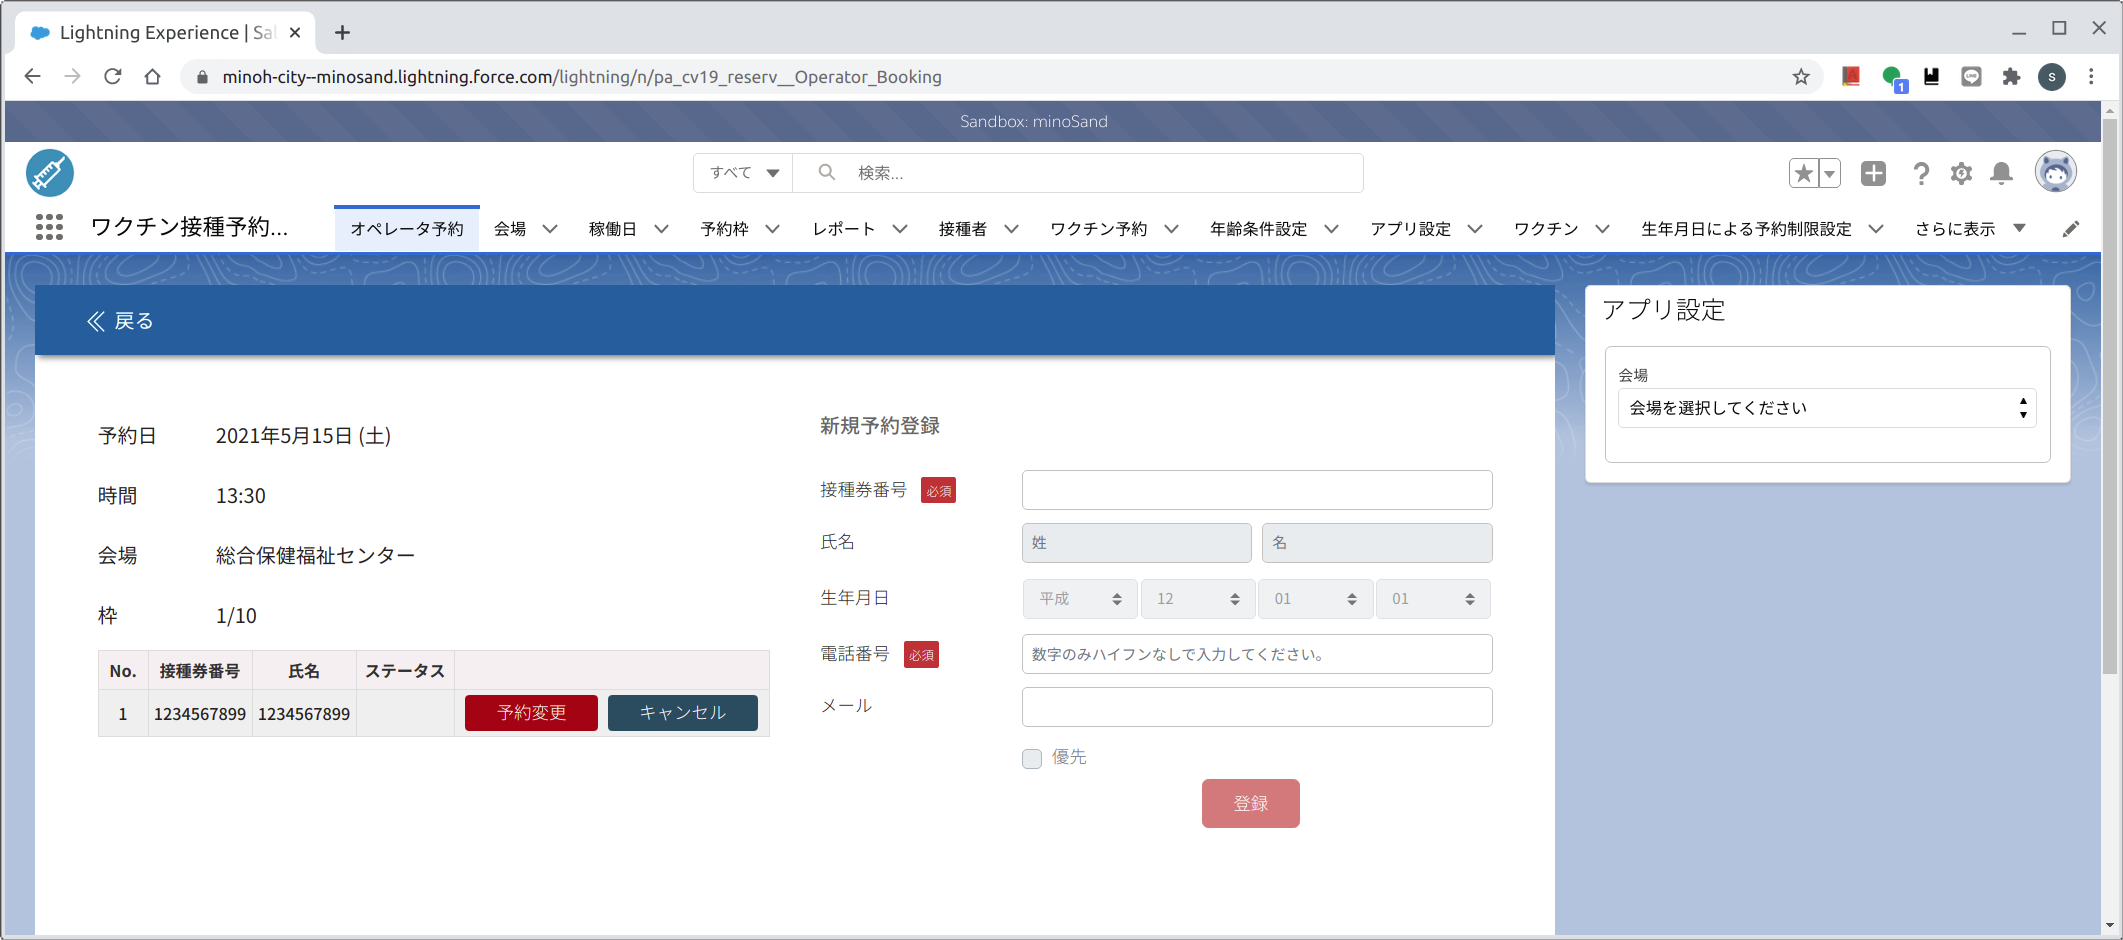 Lightning Experience | Sal
minoh-city--minosand.lightning.force.com/lightning/n/pa_cv19_reserv__Operator_Booking
1
S
Sandbox: minoSand
すべて
検索...
ワクチン接種予約...
オペレータ予約
会場
稼働日
予約枠
レポート
接種者
ワクチン予約
年齢条件設定
アプリ設定
ワクチン
生年月日による予約制限設定
さらに表示
戻る
予約日 2021年5月15日 (土)
時間 13:30
会場 総合保健福祉センター
枠 1/10
No. 接種券番号 氏名 ステータス
1 1234567899 1234567899 予約変更 キャンセル
新規予約登録
接種券番号 必須
氏名 姓 名
生年月日 平成 12 01 01
電話番号 必須 数字のみハイフンなしで入力してください。
メール
優先
登録
アプリ設定
会場
会場を選択してください